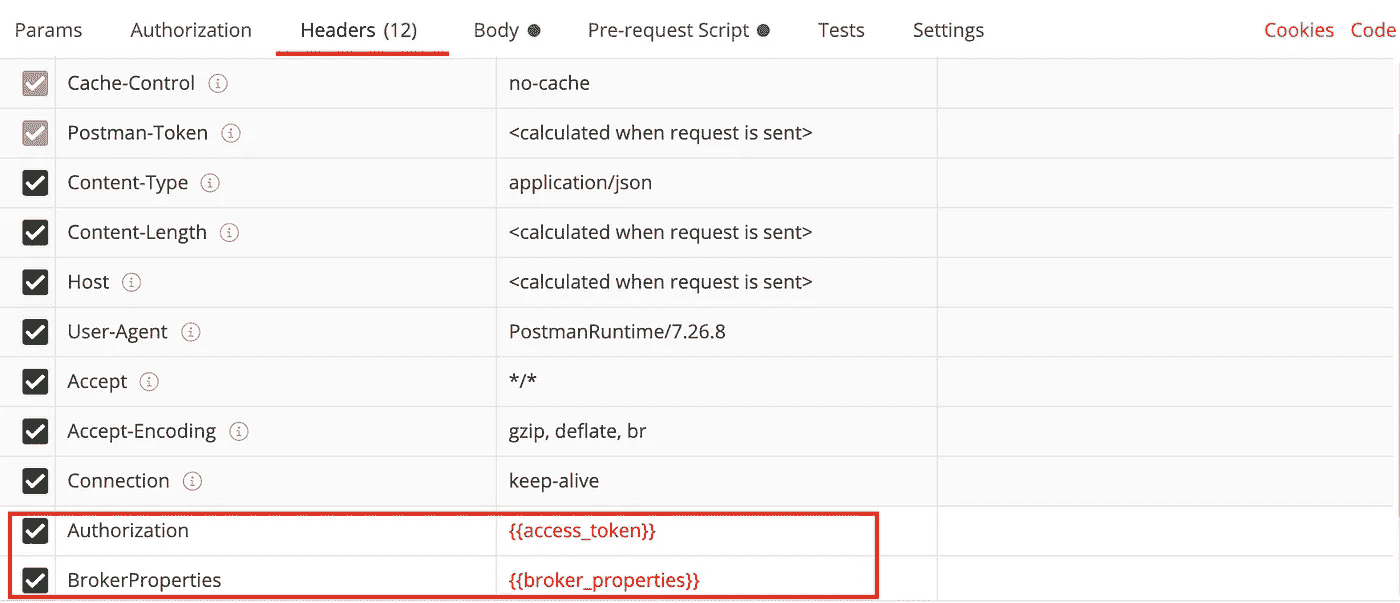 Params Authorization Headers (12) Body Pre-request Script Tests Settings Cookies Code
Cache-Control no-cache
Postman-Token <calculated when request is sent>
Content-Type application/json
Content-Length <calculated when request is sent>
Host <calculated when request is sent>
User-Agent PostmanRuntime/7.26.8
Accept */*
Accept-Encoding gzip, deflate, br
Connection keep-alive
Authorization {{access_token}}
BrokerProperties {{broker_properties}}